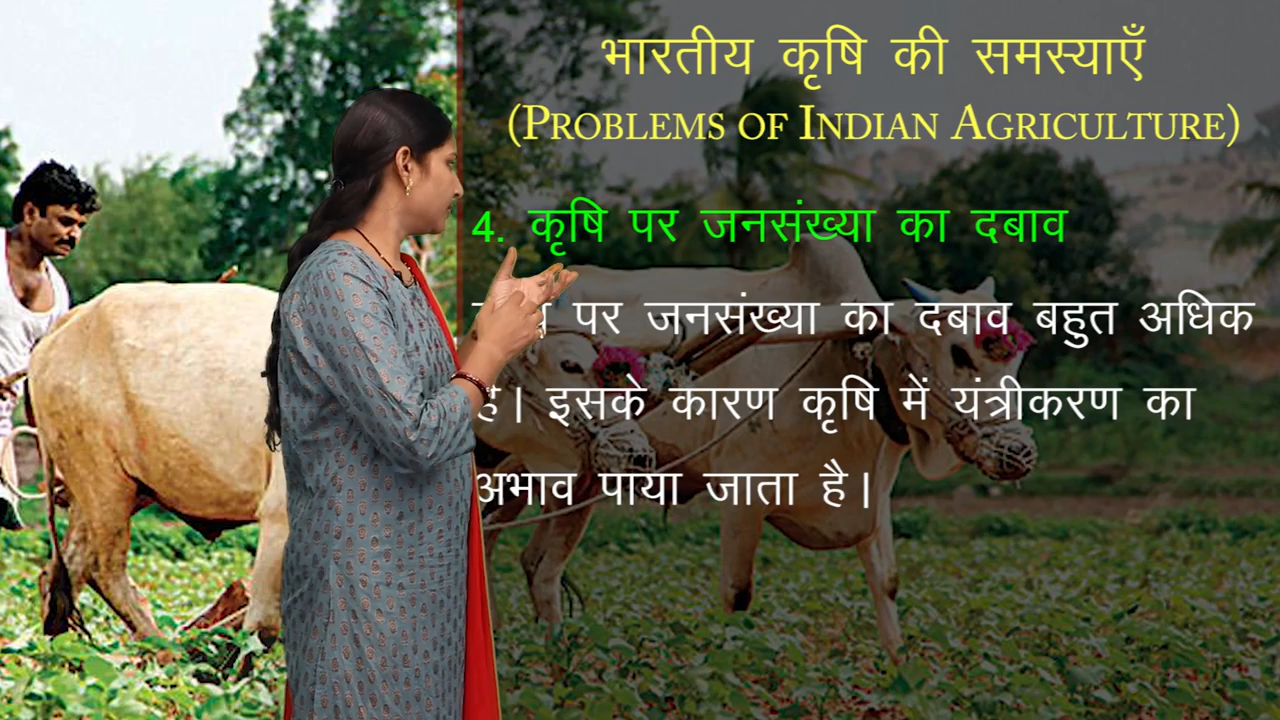 भारतीय कृषि की समस्याएँ
(PROBLEMS OF INDIAN AGRICULTURE)
4. कृषि पर जनसंख्या का दबाव
पर जनसंख्या का दबाव बहुत अधिक
है। इसके कारण कृषि में यंत्रीकरण का
अभाव पाया जाता है।